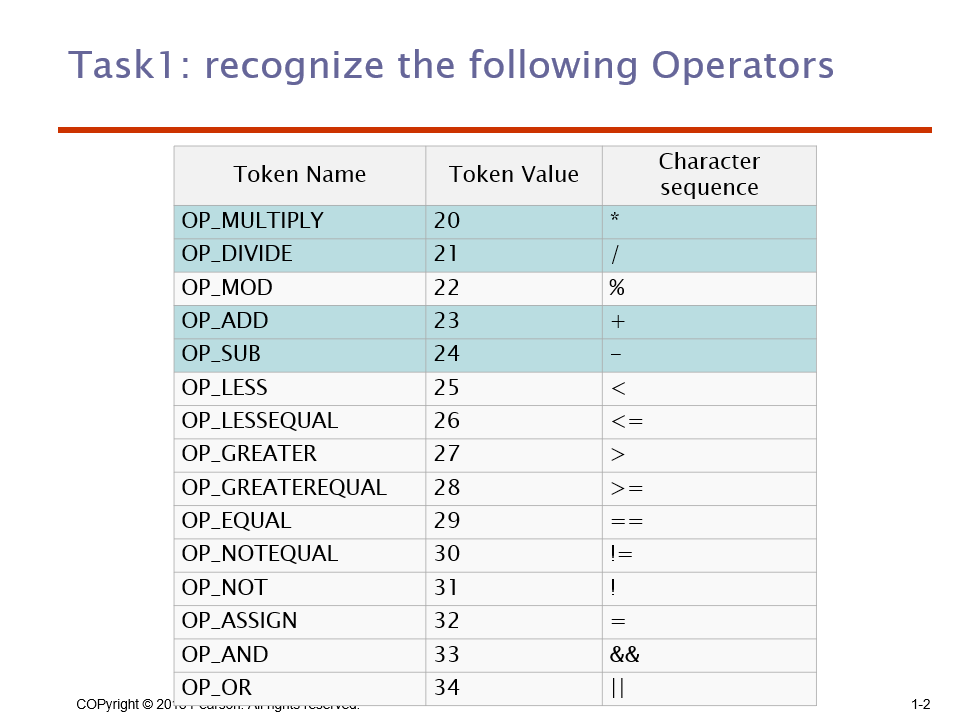 Task1: recognize the following Operators
Token Name Token Value Character
sequence
OP_MULTIPLY 20 *
OP_DIVIDE 21 /
OP_MOD 22 %
OP_ADD 23 +
OP_SUB 24 -
OP_LESS 25 <
OP_LESSEQUAL 26 <=
OP_GREATER 27 >
OP_GREATEREQUAL 28 >=
OP_EQUAL 29 ==
OP_NOTEQUAL 30 !=
OP_NOT 31 !
OP_ASSIGN 32 =
OP_AND 33 &&
OP_OR 34 ||
COPyright © Pearson. All rights reserved. 1-2